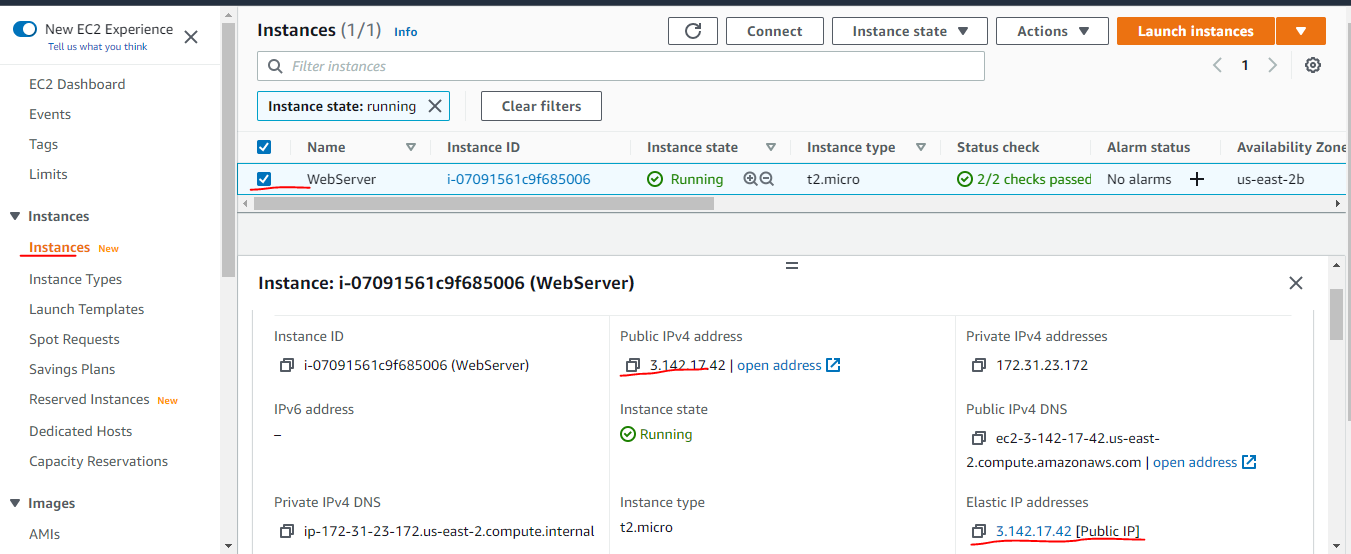 New EC2 Experience
Tell us what you think
EC2 Dashboard
Events
Tags
Limits
Instances
Instances New
Instance Types
Launch Templates
Spot Requests
Savings Plans
Reserved Instances New
Dedicated Hosts
Capacity Reservations
Images
AMIs
Instances (1/1) Info
Connect
Instance state
Actions
Launch instances
Filter instances
1
Instance state: running
Clear filters
Name Instance ID Instance state Instance type Status check Alarm status Availability Zone
WebServer i-07091561c9f685006 Running t2.micro 2/2 checks passed No alarms us-east-2b
Instance: i-07091561c9f685006 (WebServer)
Instance ID
i-07091561c9f685006 (WebServer)
Public IPv4 address
3.142.17.42 | open address
Private IPv4 addresses
172.31.23.172
IPv6 address
–
Instance state
Running
Public IPv4 DNS
ec2-3-142-17-42.us-east-
2.compute.amazonaws.com | open address
Private IPv4 DNS
ip-172-31-23-172.us-east-2.compute.internal
Instance type
t2.micro
Elastic IP addresses
3.142.17.42 [Public IP]